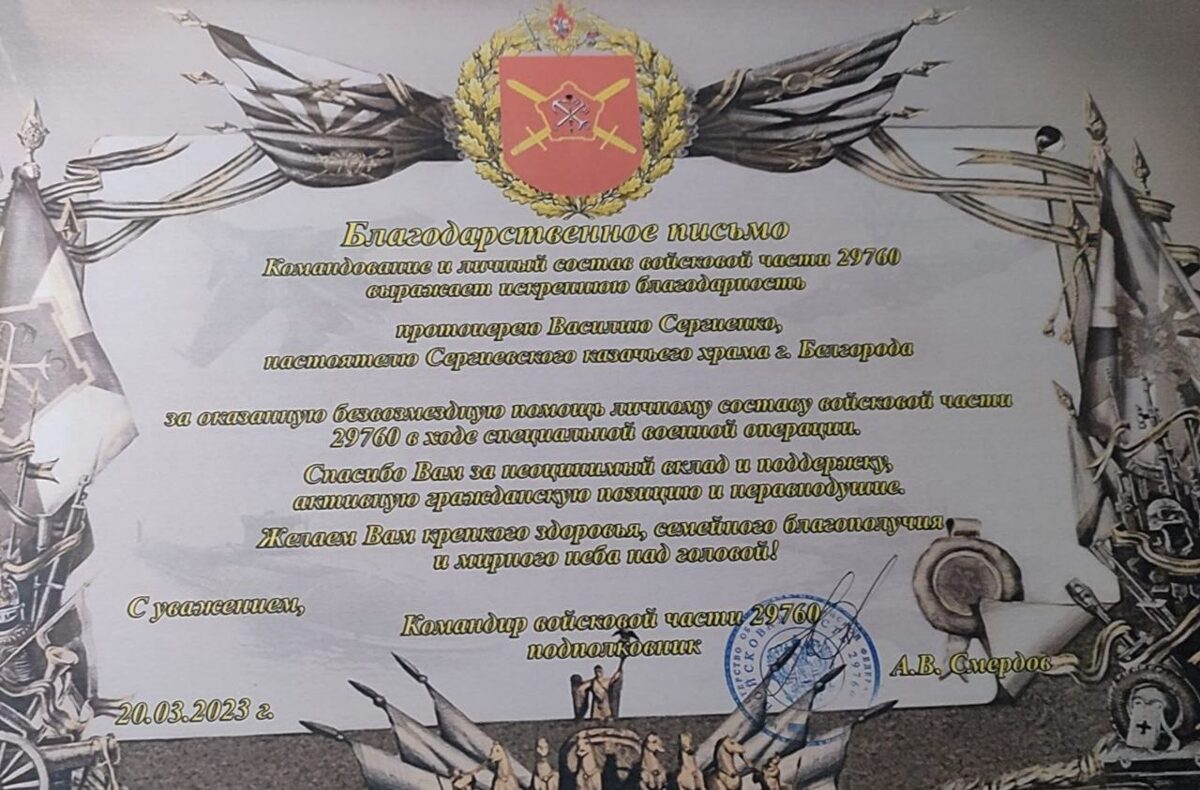 Благодарственное письмо
Командование и личный состав войсковой части 29760
выражает искреннюю благодарность
протоиерею Василию Сергиенко,
настоятелю Сергиевского казачьего храма г. Белгорода
за оказанную безвозмездную помощь личному составу войсковой части
29760 в ходе специальной военной операции.
Спасибо Вам за неоцинимый вклад и поддержку,
активную гражданскую позицию и неравнодушие.
Желаем Вам крепкого здоровья, семейного благополучия
и мирного неба над головой!
С уважением,
Командир войсковой части 29760
подполковник
А.В. Смердов
20.03.2023 г.